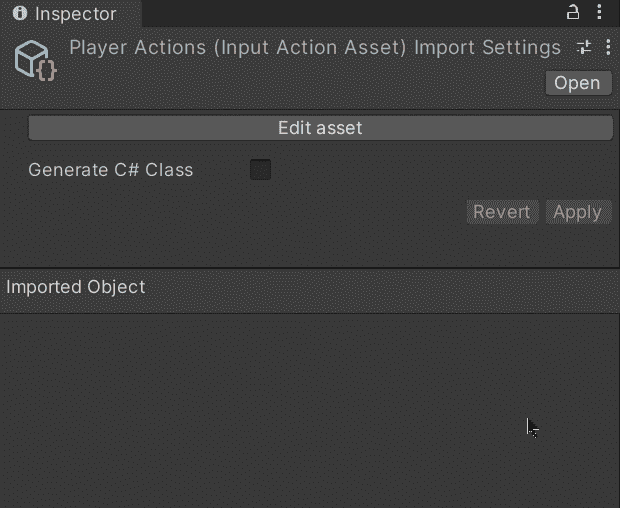 Inspector
Player Actions (Input Action Asset) Import Settings
Open
Edit asset
Generate C# Class
Revert Apply
Imported Object